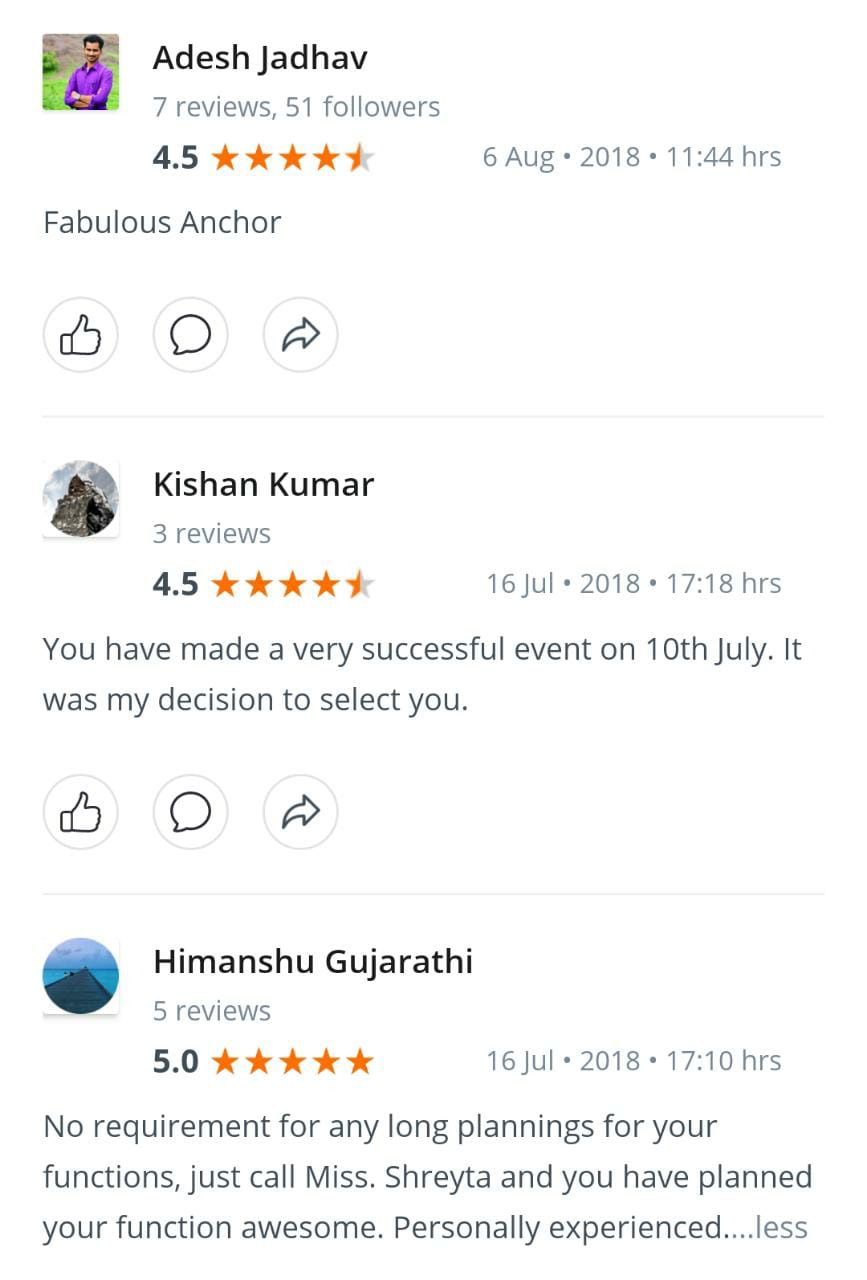 Adesh Jadhav
7 reviews, 51 followers
4.5
6 Aug • 2018 • 11:44 hrs
Fabulous Anchor
Kishan Kumar
3 reviews
4.5
16 Jul • 2018 • 17:18 hrs
You have made a very successful event on 10th July. It
was my decision to select you.
Himanshu Gujarathi
5 reviews
5.0
16 Jul • 2018 • 17:10 hrs
No requirement for any long plannings for your
functions, just call Miss. Shreyta and you have planned
your function awesome. Personally experienced....less